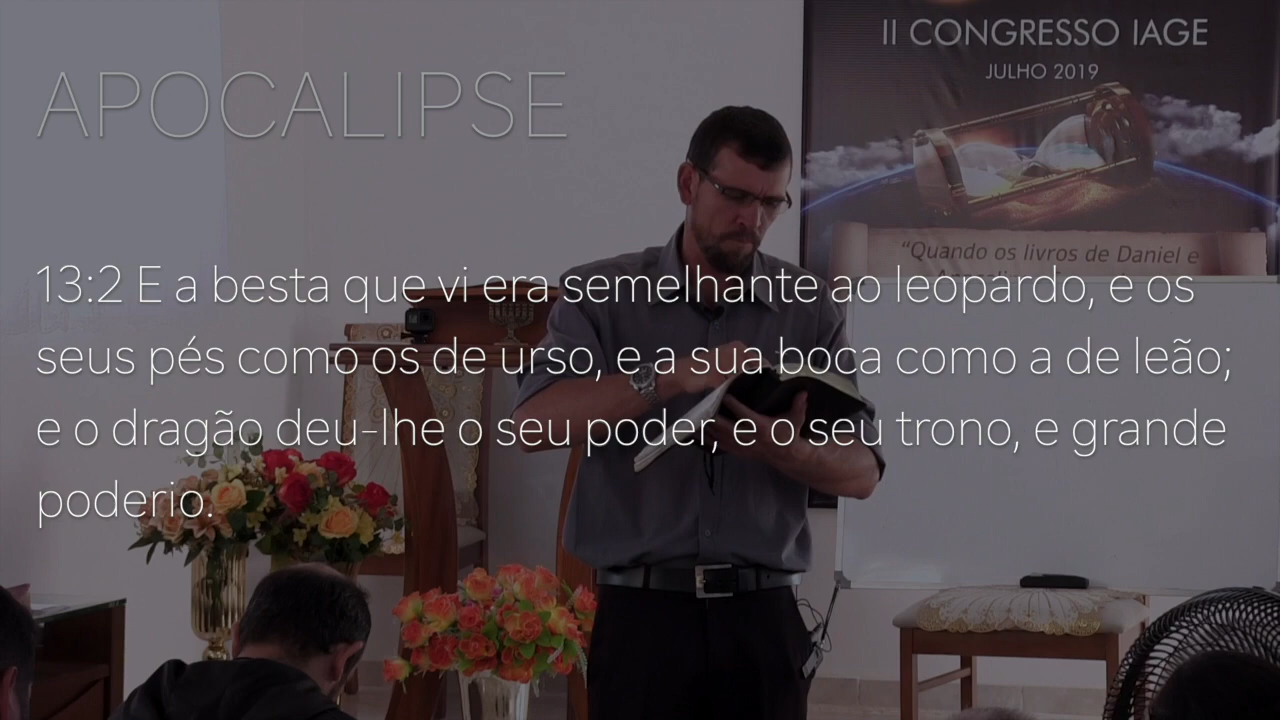 II CONGRESSO IAGE
JULHO 2019
APOCALIPSE
"Quando os livros de Daniel e
13:2 E a besta que vi era semelhante ao leopardo, e os
seus pés como os de urso, e a sua boca como a de leão;
e o dragão deu-lhe o seu poder, e o seu trono, e grande
poderio.